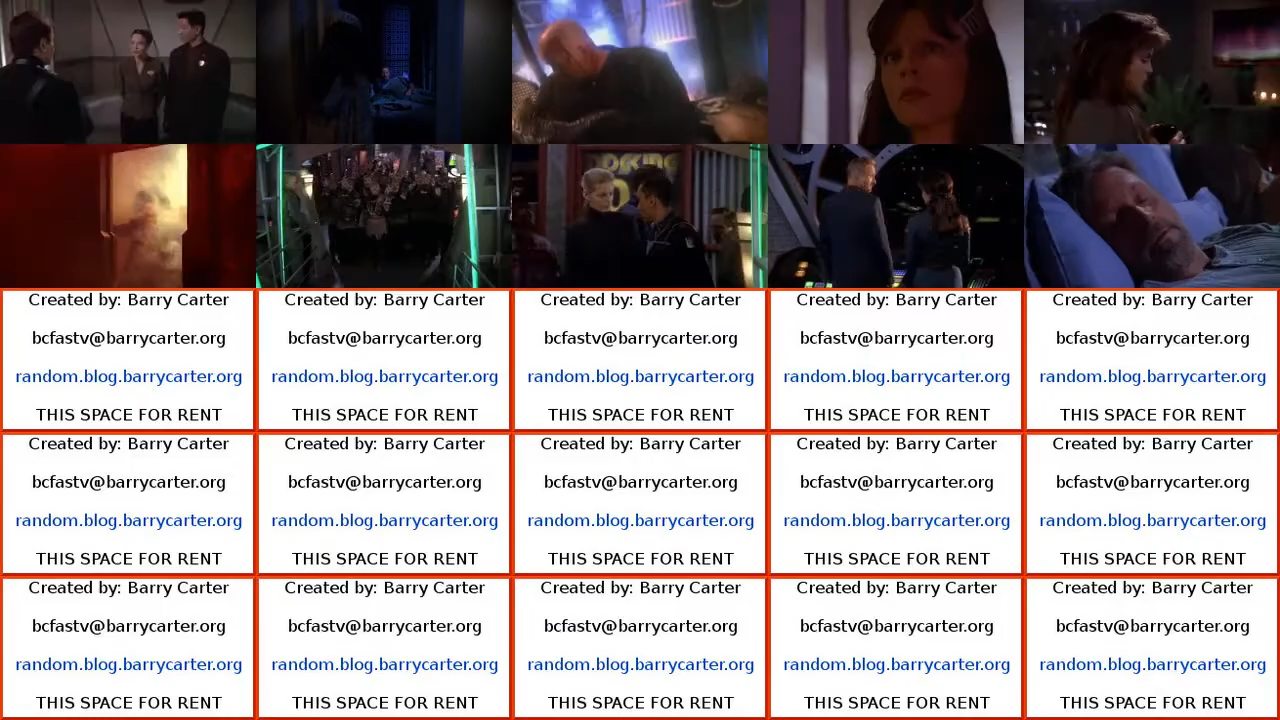 Created by: Barry Carter Created by: Barry Carter Created by: Barry Carter Created by: Barry Carter Created by: Barry Carter
bcfastv@barrycarter.org bcfastv@barrycarter.org bcfastv@barrycarter.org bcfastv@barrycarter.org bcfastv@barrycarter.org
random.blog.barrycarter.org random.blog.barrycarter.org random.blog.barrycarter.org random.blog.barrycarter.org random.blog.barrycarter.org
THIS SPACE FOR RENT THIS SPACE FOR RENT THIS SPACE FOR RENT THIS SPACE FOR RENT THIS SPACE FOR RENT
Created by: Barry Carter Created by: Barry Carter Created by: Barry Carter Created by: Barry Carter Created by: Barry Carter
bcfastv@barrycarter.org bcfastv@barrycarter.org bcfastv@barrycarter.org bcfastv@barrycarter.org bcfastv@barrycarter.org
random.blog.barrycarter.org random.blog.barrycarter.org random.blog.barrycarter.org random.blog.barrycarter.org random.blog.barrycarter.org
THIS SPACE FOR RENT THIS SPACE FOR RENT THIS SPACE FOR RENT THIS SPACE FOR RENT THIS SPACE FOR RENT
Created by: Barry Carter Created by: Barry Carter Created by: Barry Carter Created by: Barry Carter Created by: Barry Carter
bcfastv@barrycarter.org bcfastv@barrycarter.org bcfastv@barrycarter.org bcfastv@barrycarter.org bcfastv@barrycarter.org
random.blog.barrycarter.org random.blog.barrycarter.org random.blog.barrycarter.org random.blog.barrycarter.org random.blog.barrycarter.org
THIS SPACE FOR RENT THIS SPACE FOR RENT THIS SPACE FOR RENT THIS SPACE FOR RENT THIS SPACE FOR RENT